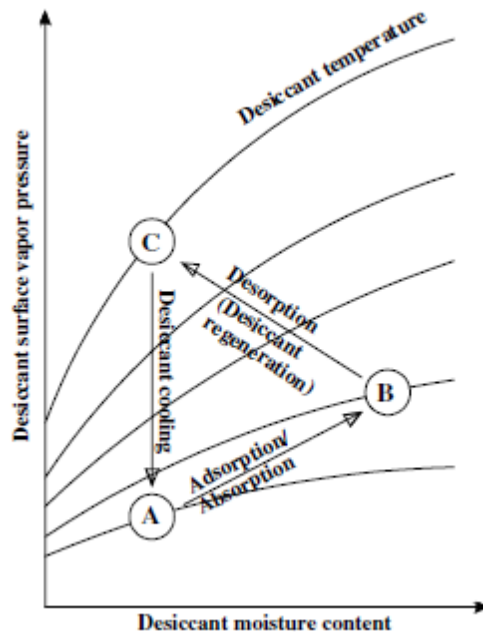 Desiccant temperature
Desiccant surface vapor pressure
C
Desorption
(Desiccant
regeneration)
Desiccant cooling
B
Adsorption/
Absorption
A
Desiccant moisture content